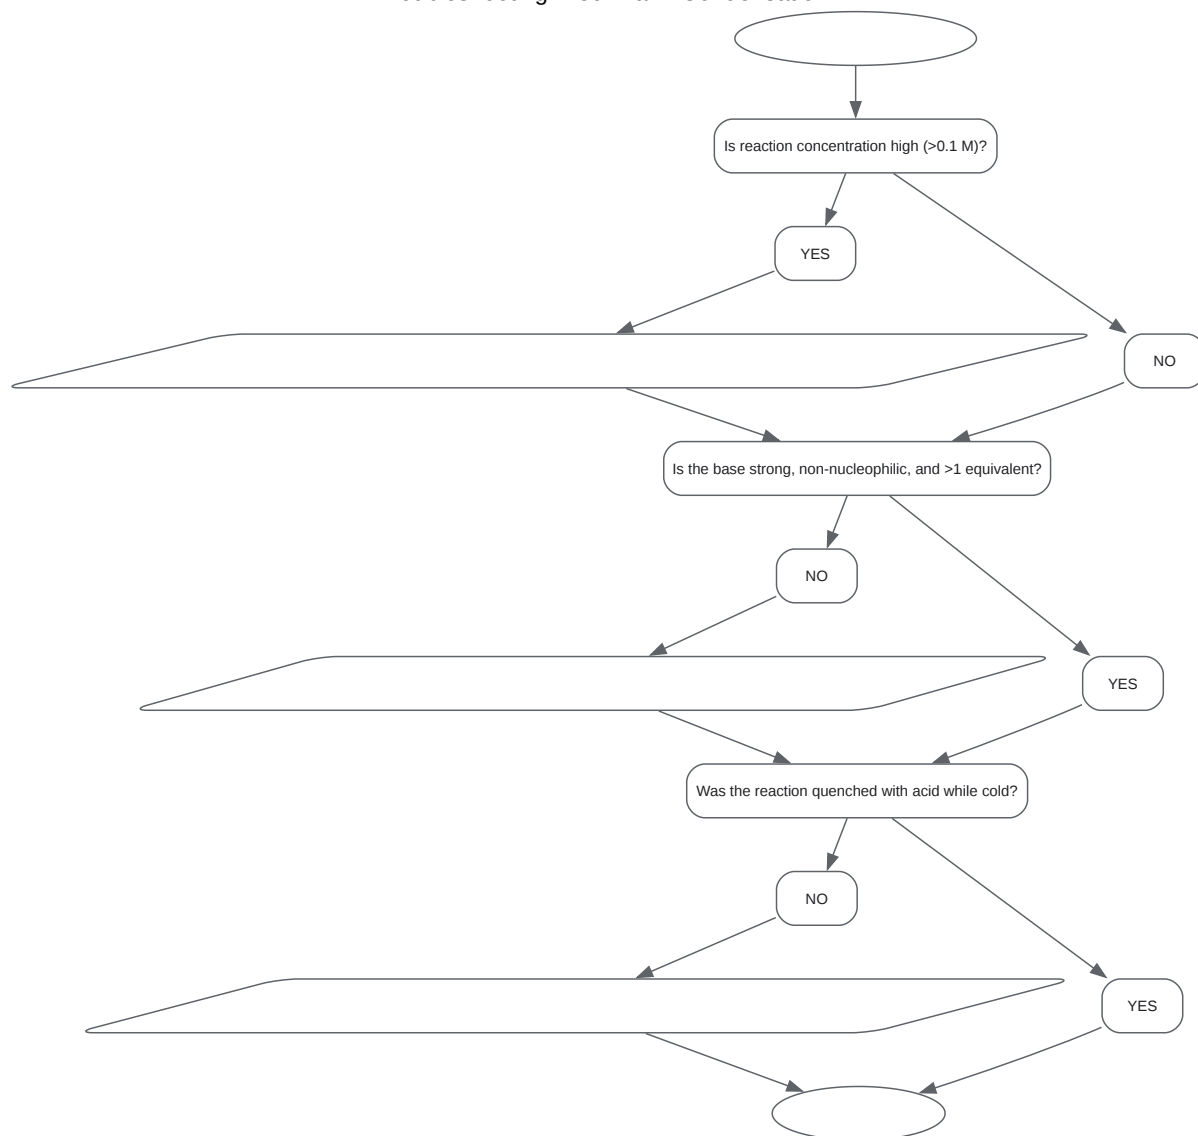 Is reaction concentration high (>0.1 M)?
YES
NO
Is the base strong, non-nucleophilic, and >1 equivalent?
NO
YES
Was the reaction quenched with acid while cold?
NO
YES